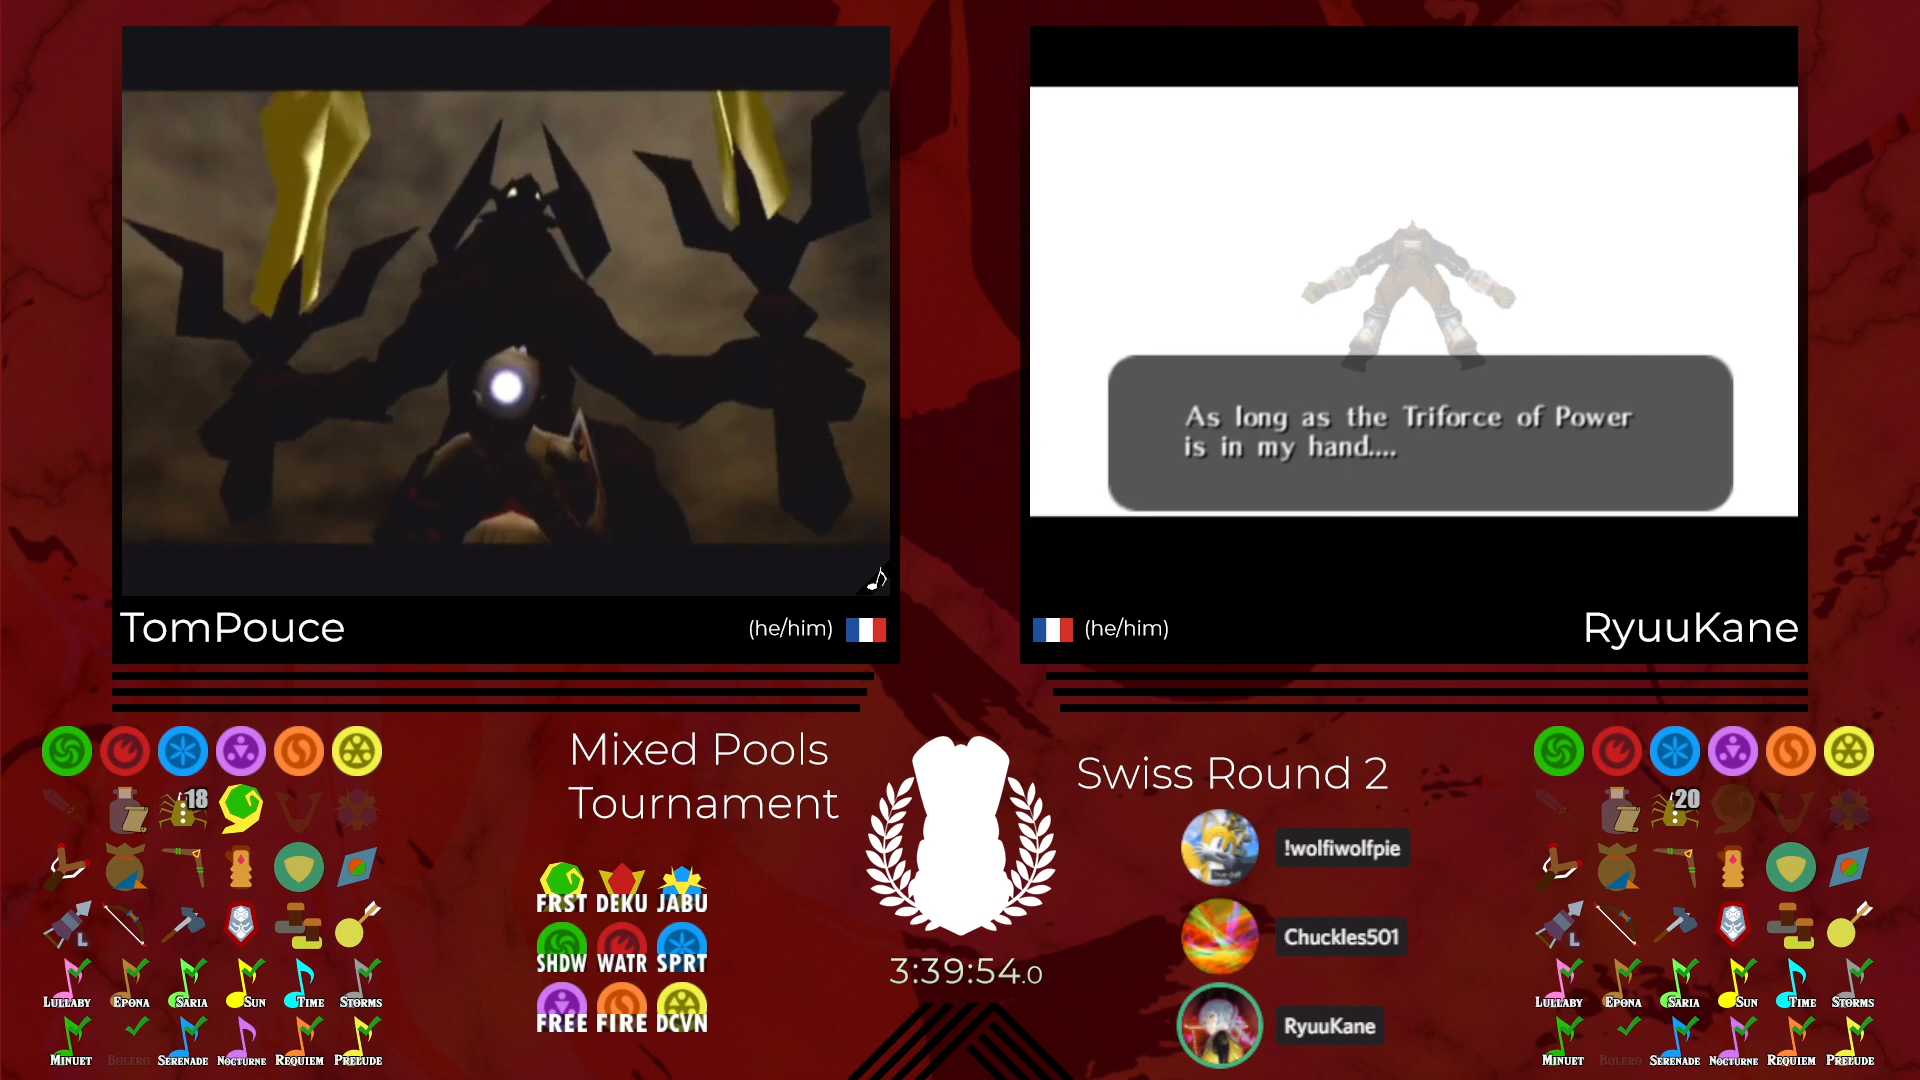 As long as the Triforce of Power
is in my hand....
TomPouce
(he/him)
(he/him)
RyuuKane
Mixed Pools
Tournament
Swiss Round 2
18
20
!wolfiwolfpie
Chuckles501
RyuuKane
FRST DEKU JABU
SHDW WATR SPRT
FREE FIRE DCVN
3:39:54.0
L
LULLABY EPONA SARIA SUN TIME STORMS
MINUET BOLERO SERENADE NOCTURNE REQUIEM PRELUDE
L
LULLABY EPONA SARIA SUN TIME STORMS
MINUET BOLERO SERENADE NOCTURNE REQUIEM PRELUDE